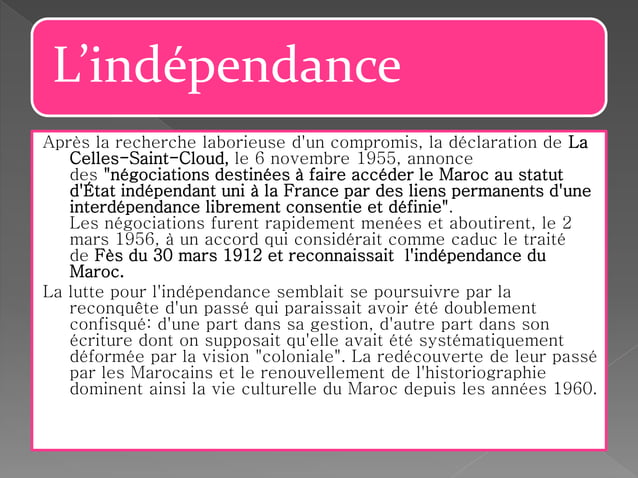 L’indépendance
Après la recherche laborieuse d'un compromis, la déclaration de La
Celles-Saint-Cloud, le 6 novembre 1955, annonce
des "négociations destinées à faire accéder le Maroc au statut
d'État indépendant uni à la France par des liens permanents d'une
interdépendance librement consentie et définie".
Les négociations furent rapidement menées et aboutirent, le 2
mars 1956, à un accord qui considérait comme caduc le traité
de Fès du 30 mars 1912 et reconnaissait l'indépendance du
Maroc.
La lutte pour l'indépendance semblait se poursuivre par la
reconquête d'un passé qui paraissait avoir été doublement
confisqué: d'une part dans sa gestion, d'autre part dans son
écriture dont on supposait qu'elle avait été systématiquement
déformée par la vision "coloniale". La redécouverte de leur passé
par les Marocains et le renouvellement de l'historiographie
dominent ainsi la vie culturelle du Maroc depuis les années 1960.